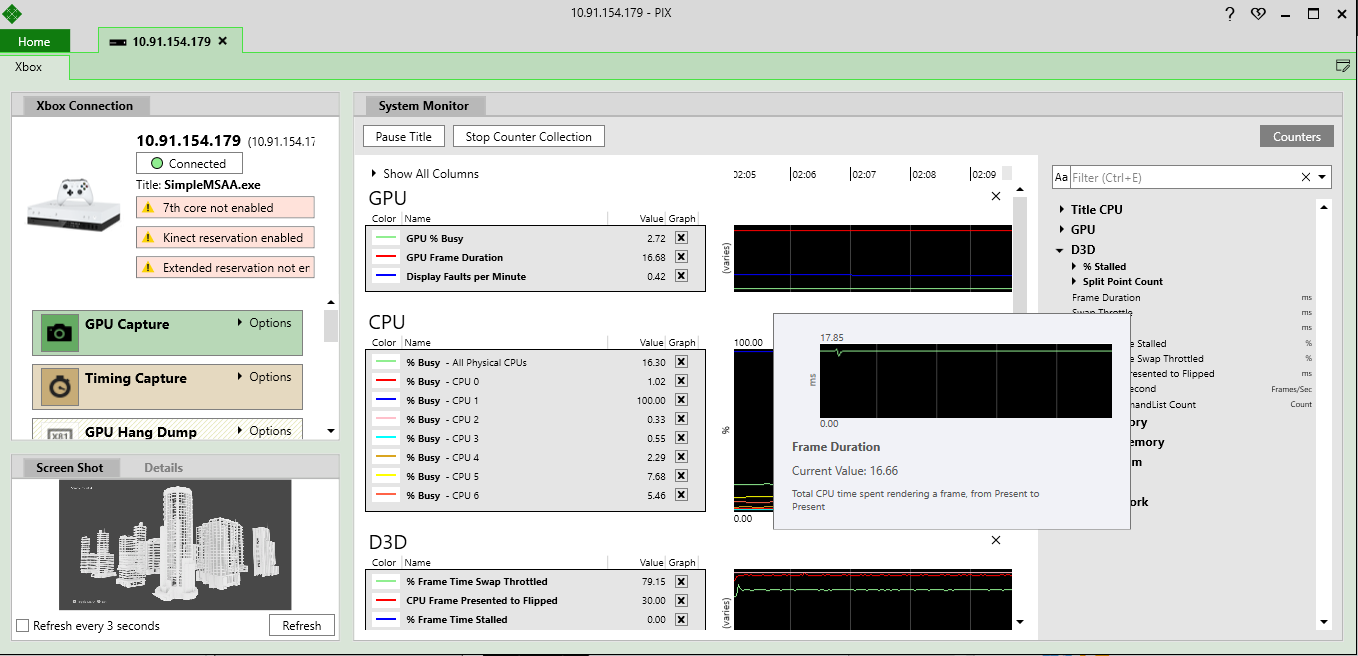 10.91.154.179 - PIX
Home
10.91.154.179
Xbox
Xbox Connection
10.91.154.179 (10.91.154.17
Connected
Title: SimpleMSAA.exe
7th core not enabled
Kinect reservation enabled
Extended reservation not er
GPU Capture Options
Timing Capture Options
GPU Hang Dump Options
Screen Shot Details
Refresh every 3 seconds Refresh
System Monitor
Pause Title Stop Counter Collection Counters
Show All Columns 02:05 02:06 02:07 02:08 02:09
GPU
Color Name Value Graph
GPU % Busy 2.72
GPU Frame Duration 16.68
Display Faults per Minute 0.42
(varies)
CPU
Color Name Value Graph
% Busy - All Physical CPUs 16.30
% Busy - CPU 0 1.02
% Busy - CPU 1 100.00
% Busy - CPU 2 0.33
% Busy - CPU 3 0.55
% Busy - CPU 4 2.29
% Busy - CPU 5 7.68
% Busy - CPU 6 5.46
100.00
%
0.00
D3D
Color Name Value Graph
% Frame Time Swap Throttled 79.15
CPU Frame Presented to Flipped 30.00
% Frame Time Stalled 0.00
(varies)
17.85
ms
0.00
Frame Duration
Current Value: 16.66
Total CPU time spent rendering a frame, from Present to
Present
Aa Filter (Ctrl+E)
Title CPU
GPU
D3D
% Stalled
Split Point Count
Frame Duration ms
Swap Throttle ms
ms
e Stalled %
e Swap Throttled %
resented to Flipped ms
econd Frames/Sec
mandList Count Count
ory
emory
m
ork